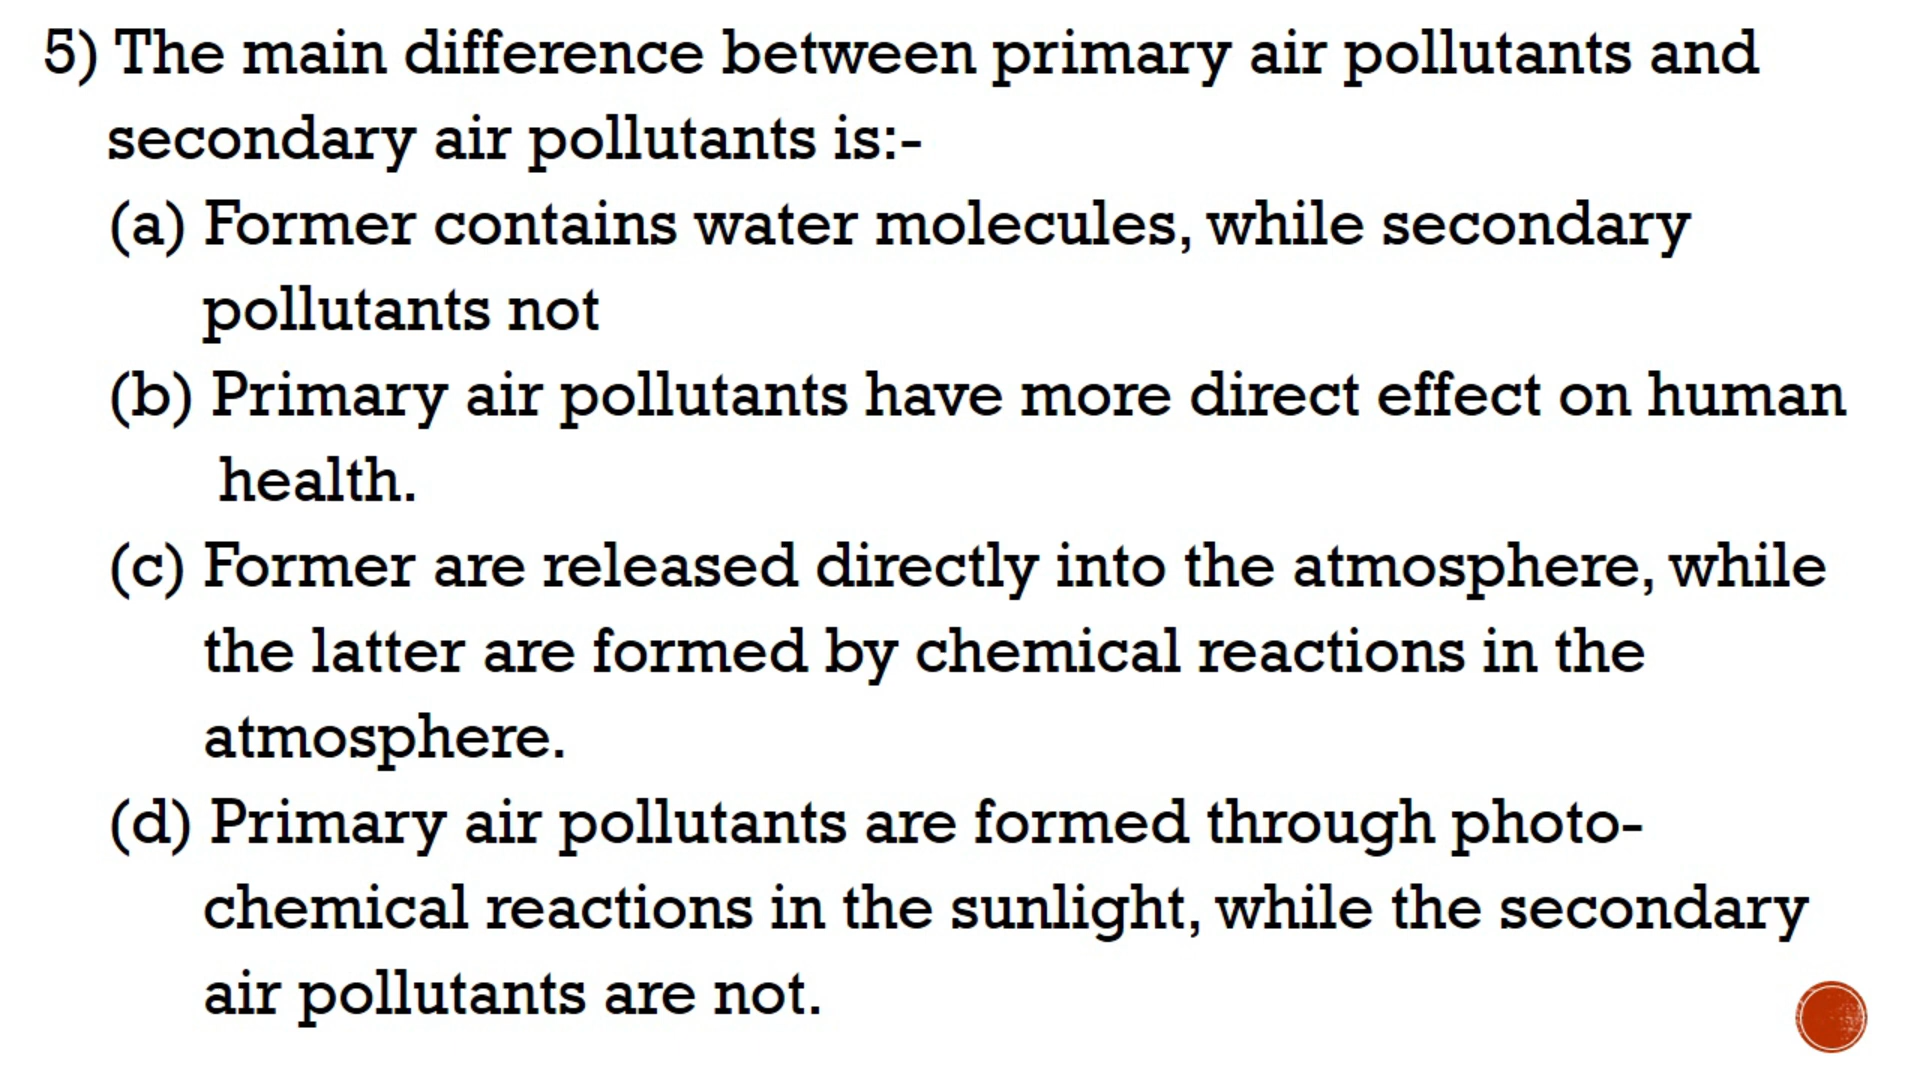 5) The main difference between primary air pollutants and
secondary air pollutants is:-
(a) Former contains water molecules, while secondary
pollutants not
(b) Primary air pollutants have more direct effect on human
health.
(c) Former are released directly into the atmosphere, while
the latter are formed by chemical reactions in the
atmosphere.
(d) Primary air pollutants are formed through photo-
chemical reactions in the sunlight, while the secondary
air pollutants are not.